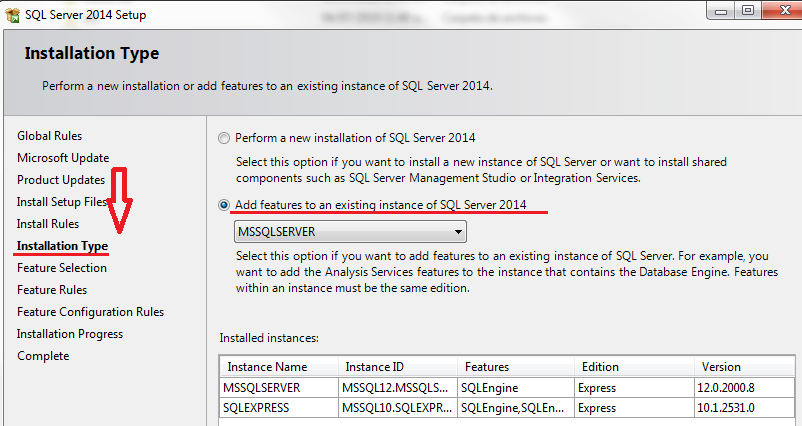 SQL Server 2014 Setup
Installation Type
Perform a new installation or add features to an existing instance of SQL Server 2014.
Global Rules
Microsoft Update
Product Updates
Install Setup Files
Install Rules
Installation Type
Feature Selection
Feature Rules
Feature Configuration Rules
Installation Progress
Complete
Perform a new installation of SQL Server 2014
Select this option if you want to install a new instance of SQL Server or want to install shared
components such as SQL Server Management Studio or Integration Services.
Add features to an existing instance of SQL Server 2014
MSSQLSERVER
Select this option if you want to add features to an existing instance of SQL Server. For example, you
want to add the Analysis Services features to the instance that contains the Database Engine. Features
within an instance must be the same edition.
Installed instances:
Instance Name Instance ID Features Edition Version
MSSQLSERVER MSSQL12.MSSQLS... SQLEngine Express 12.0.2000.8
SQLEXPRESS MSSQL10.SQLEXPR... SQLEngine,SQLEn... Express 10.1.2531.0